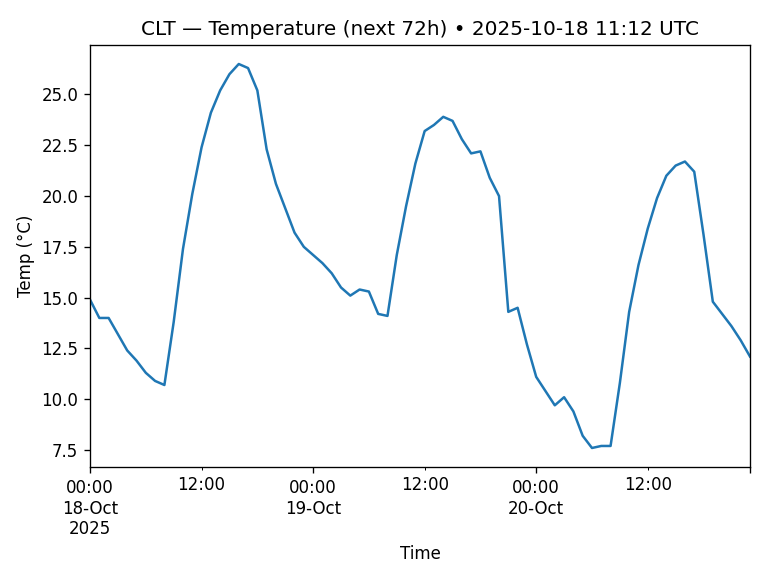 CLT — Temperature (next 72h) • 2025-10-18 11:12 UTC
Temp (°C)
25.0
22.5
20.0
17.5
15.0
12.5
10.0
7.5
00:00 12:00 00:00 12:00 00:00 12:00
18-Oct 19-Oct 20-Oct
2025
Time